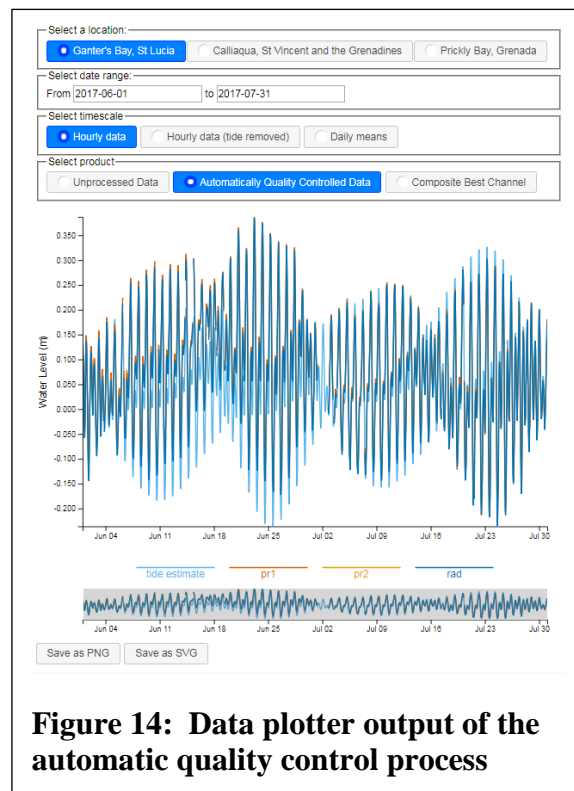 Select a location:
Ganter's Bay, St Lucia
Calliaqua, St Vincent and the Grenadines
Prickly Bay, Grenada
Select date range:
From 2017-06-01 to 2017-07-31
Select timescale
Hourly data
Hourly data (tide removed)
Daily means
Select product
Unprocessed Data
Automatically Quality Controlled Data
Composite Best Channel
Water Level (m)
0.350
0.300
0.250
0.200
0.150
0.100
0.050
0.000
-0.050
-0.100
-0.150
-0.200
Jun 04 Jun 11 Jun 18 Jun 25 Jul 02 Jul 09 Jul 16 Jul 23 Jul 30
tide estimate pr1 pr2 rad
Jun 04 Jun 11 Jun 18 Jun 25 Jul 02 Jul 09 Jul 16 Jul 23 Jul 30
Save as PNG Save as SVG
Figure 14: Data plotter output of the
automatic quality control process